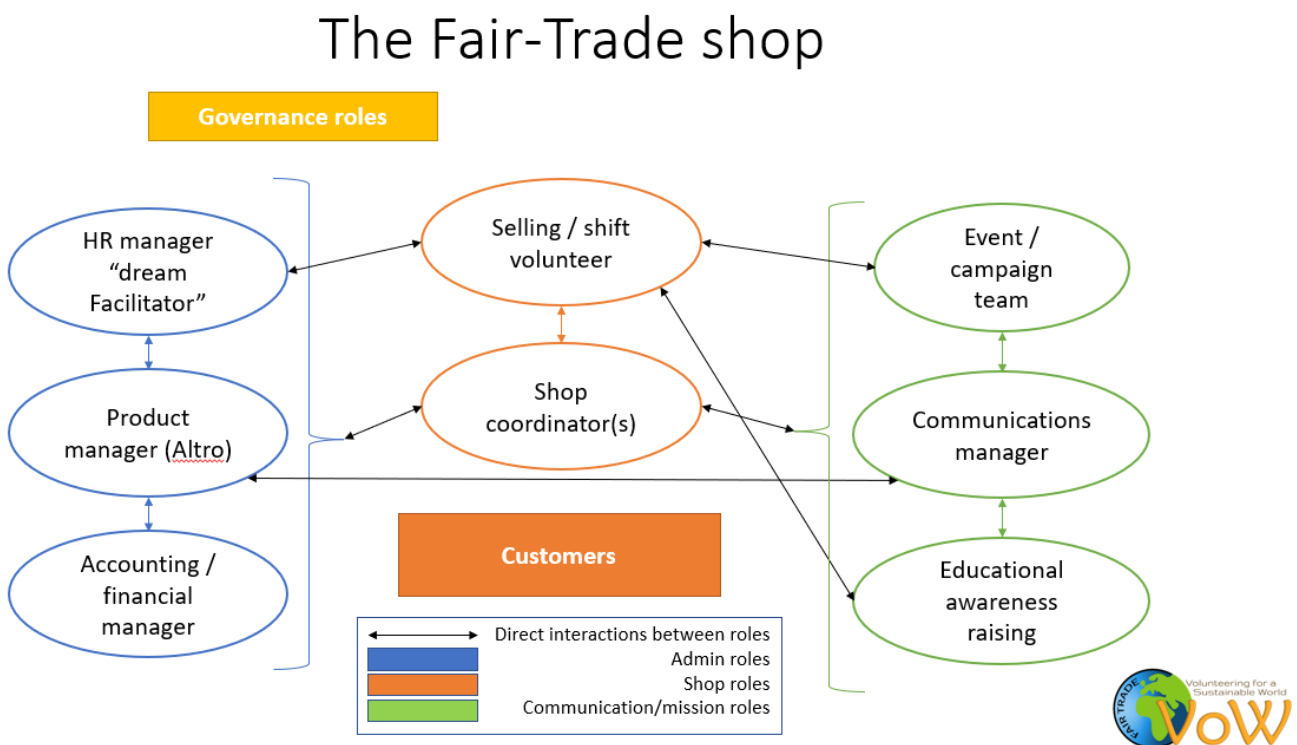 The Fair-Trade shop
Governance roles
HR manager
“dream
Facilitator”
Product
manager (Altro)
Accounting /
financial
manager
Selling / shift
volunteer
Shop
coordinator(s)
Customers
Event /
campaign
team
Communications
manager
Educational
awareness
raising
Direct interactions between roles
Admin roles
Shop roles
Communication/mission roles
FAIR TRADE
Volunteering for a
Sustainable World
VoW